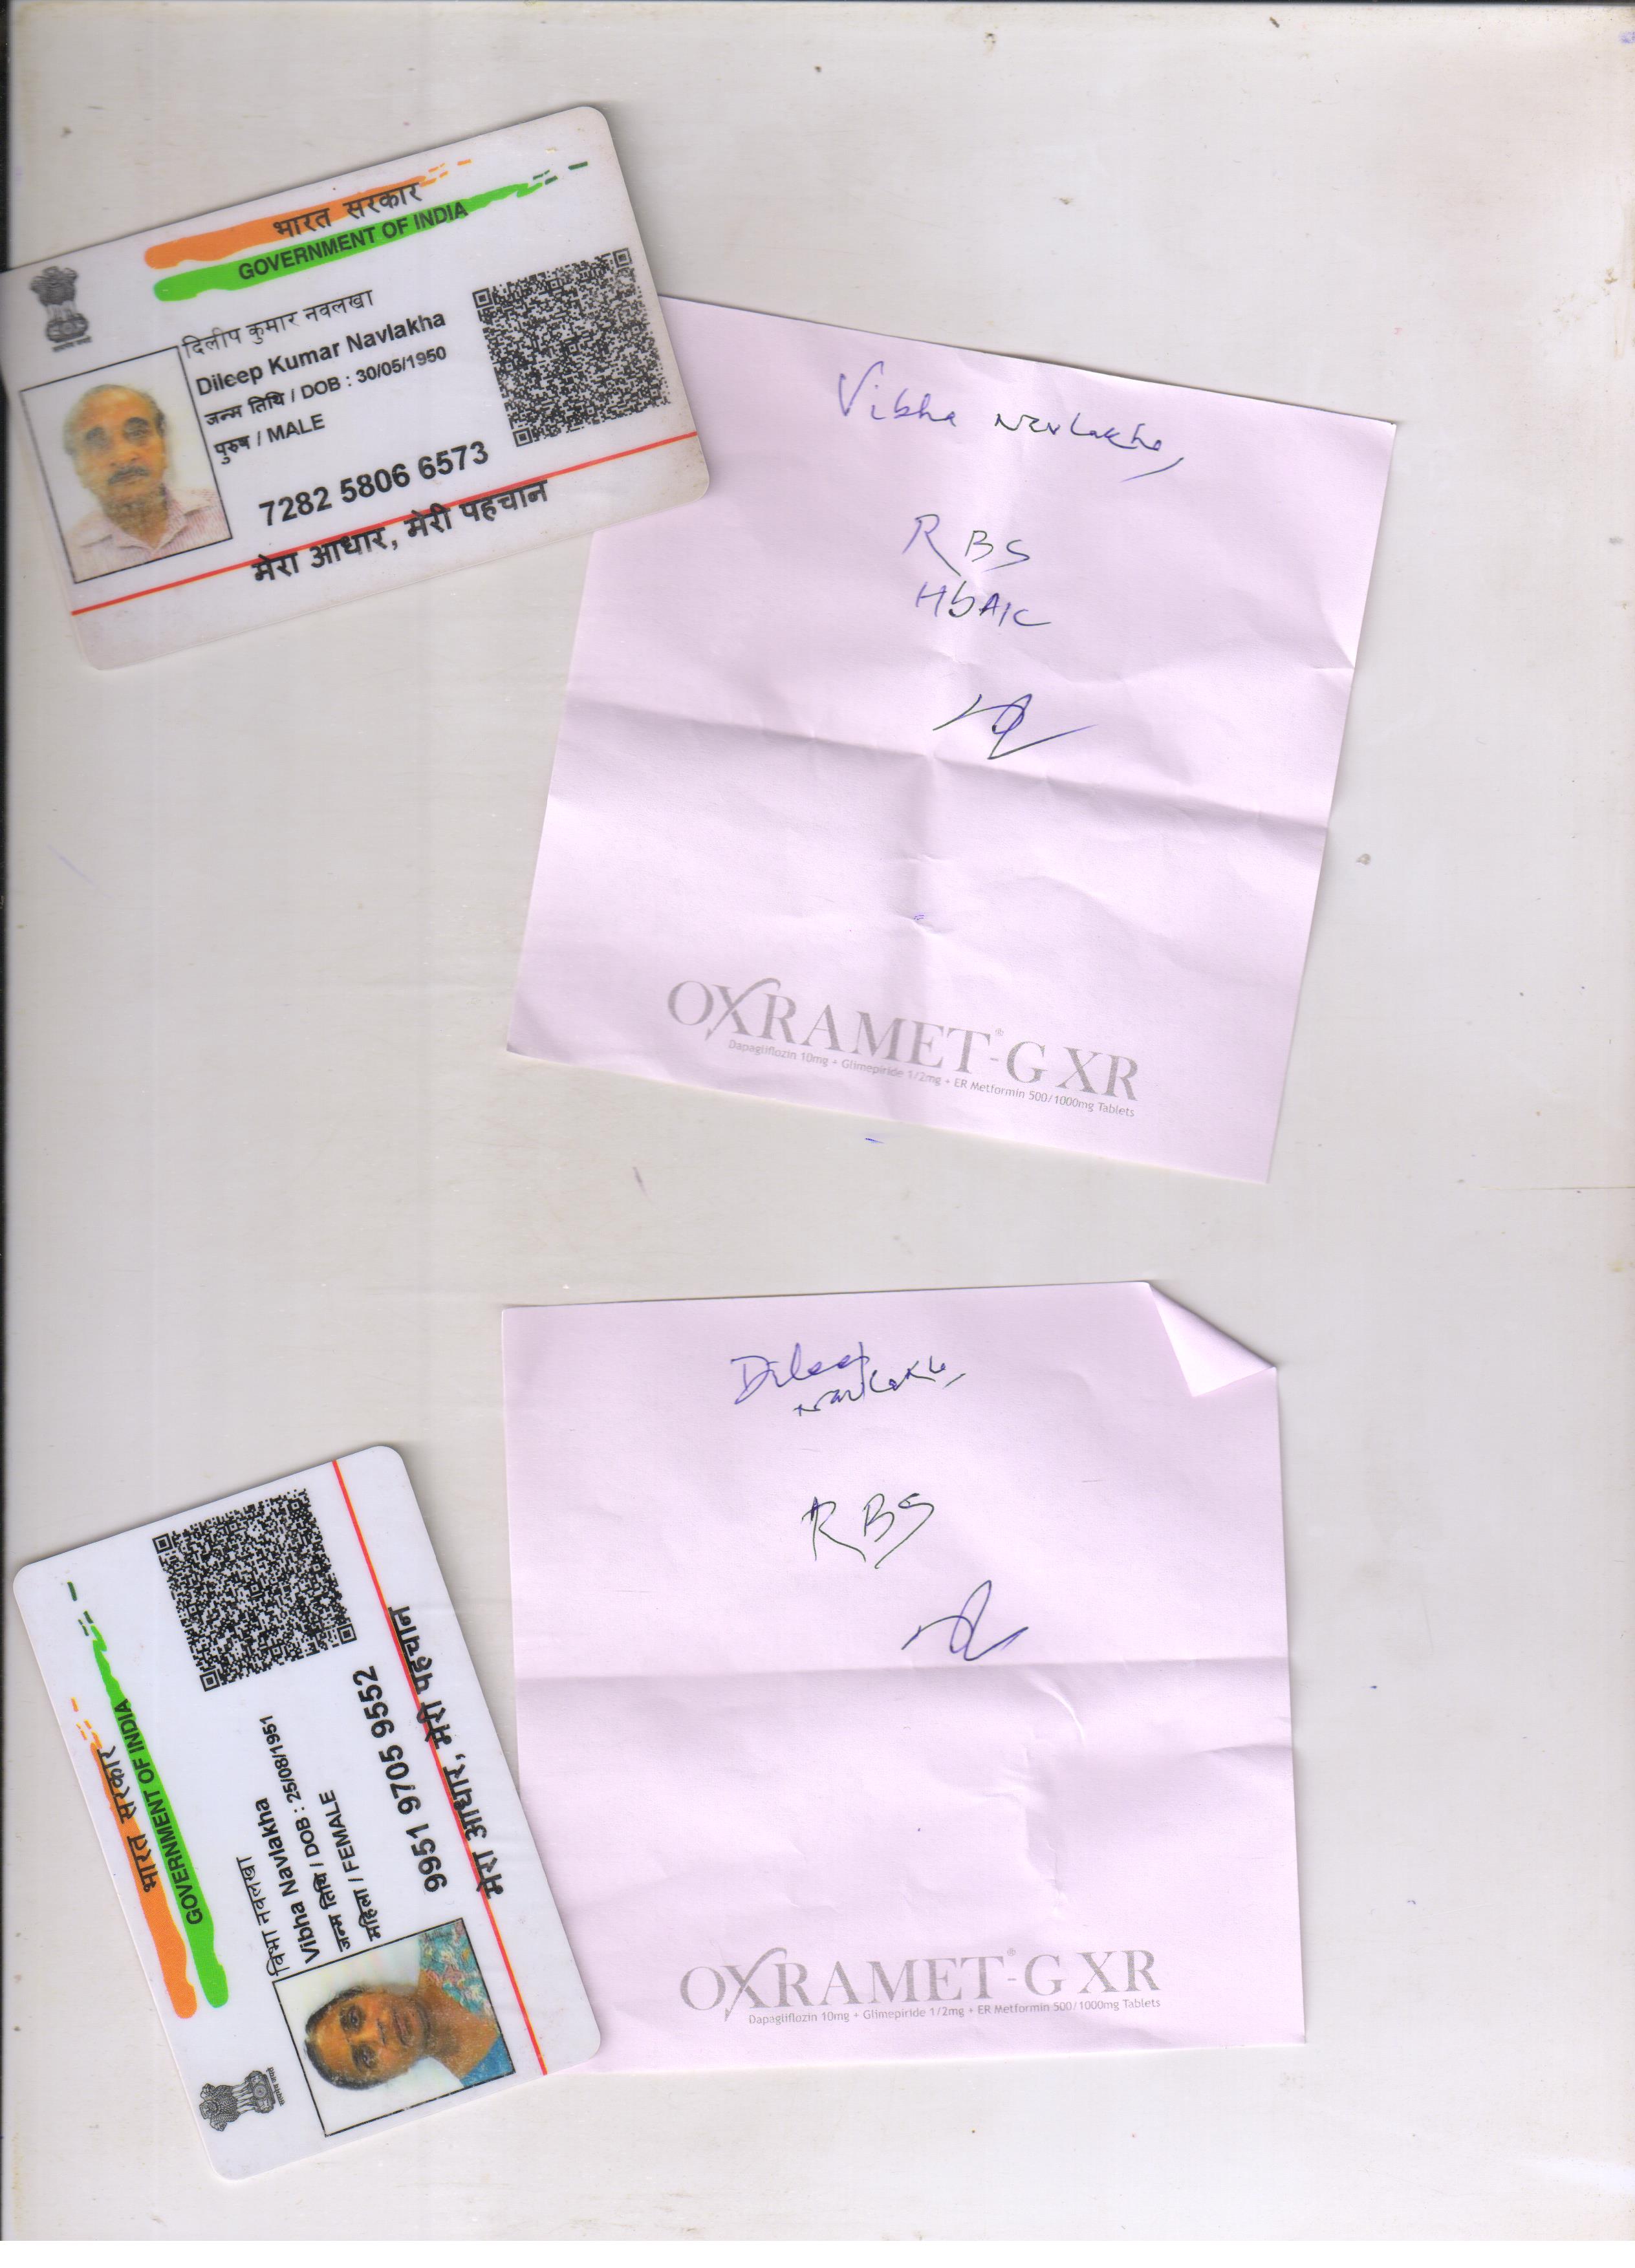 भारत सरकार
GOVERNMENT OF INDIA
दिलीप कुमार नवलखा
Dileep Kumar Navlakha
जन्म तिथि / DOB : 30/05/1950
पुरुष / MALE
7282 5806 6573
मेरा आधार, मेरी पहचान
Vibha Navlakha,
RBS
HbA1c
OXRAMET®-G XR
Dapagliflozin 10mg + Glimepiride 1/2mg + ER Metformin 500/1000mg Tablets
Dileep
Navlakha,
RBS
OXRAMET®-G XR
Dapagliflozin 10mg + Glimepiride 1/2mg + ER Metformin 500/1000mg Tablets
भारत सरकार
GOVERNMENT OF INDIA
विभा नवलखा
Vibha Navlakha
जन्म तिथि / DOB : 25/08/1951
महिला / FEMALE
9951 9705 9552
मेरा आधार, मेरी पहचान